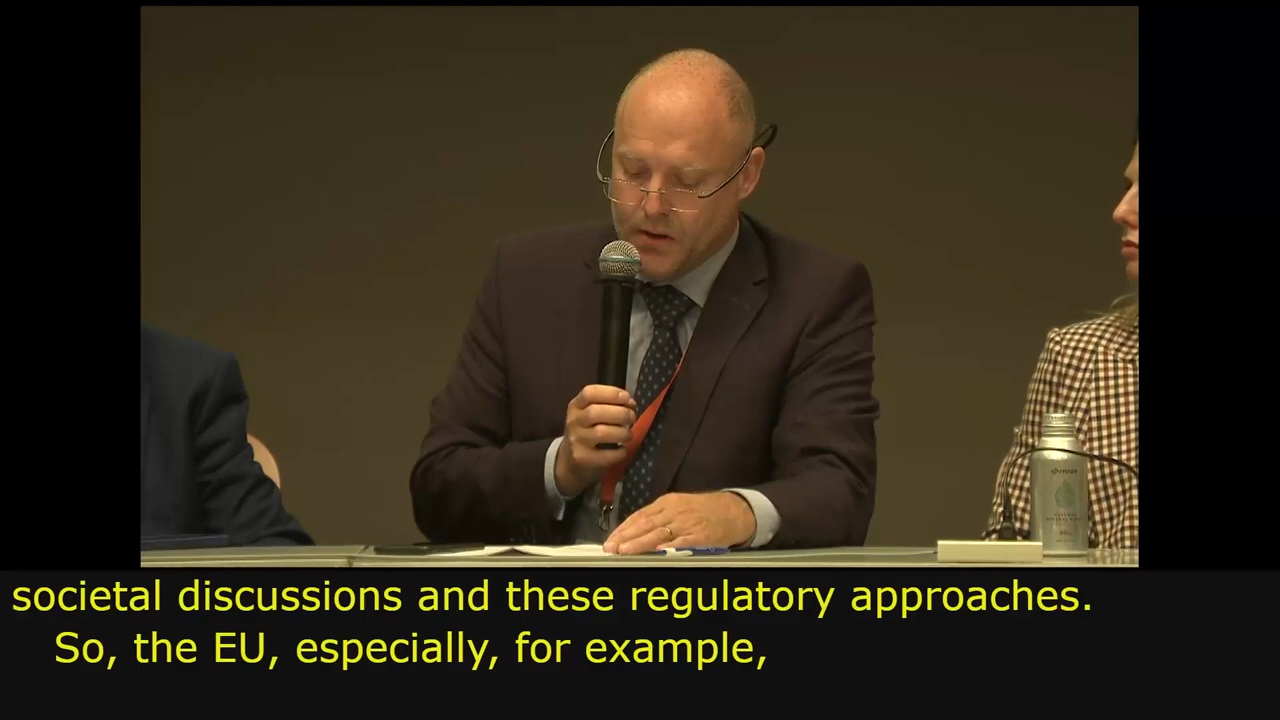 societal discussions and these regulatory approaches.
So, the EU, especially, for example,